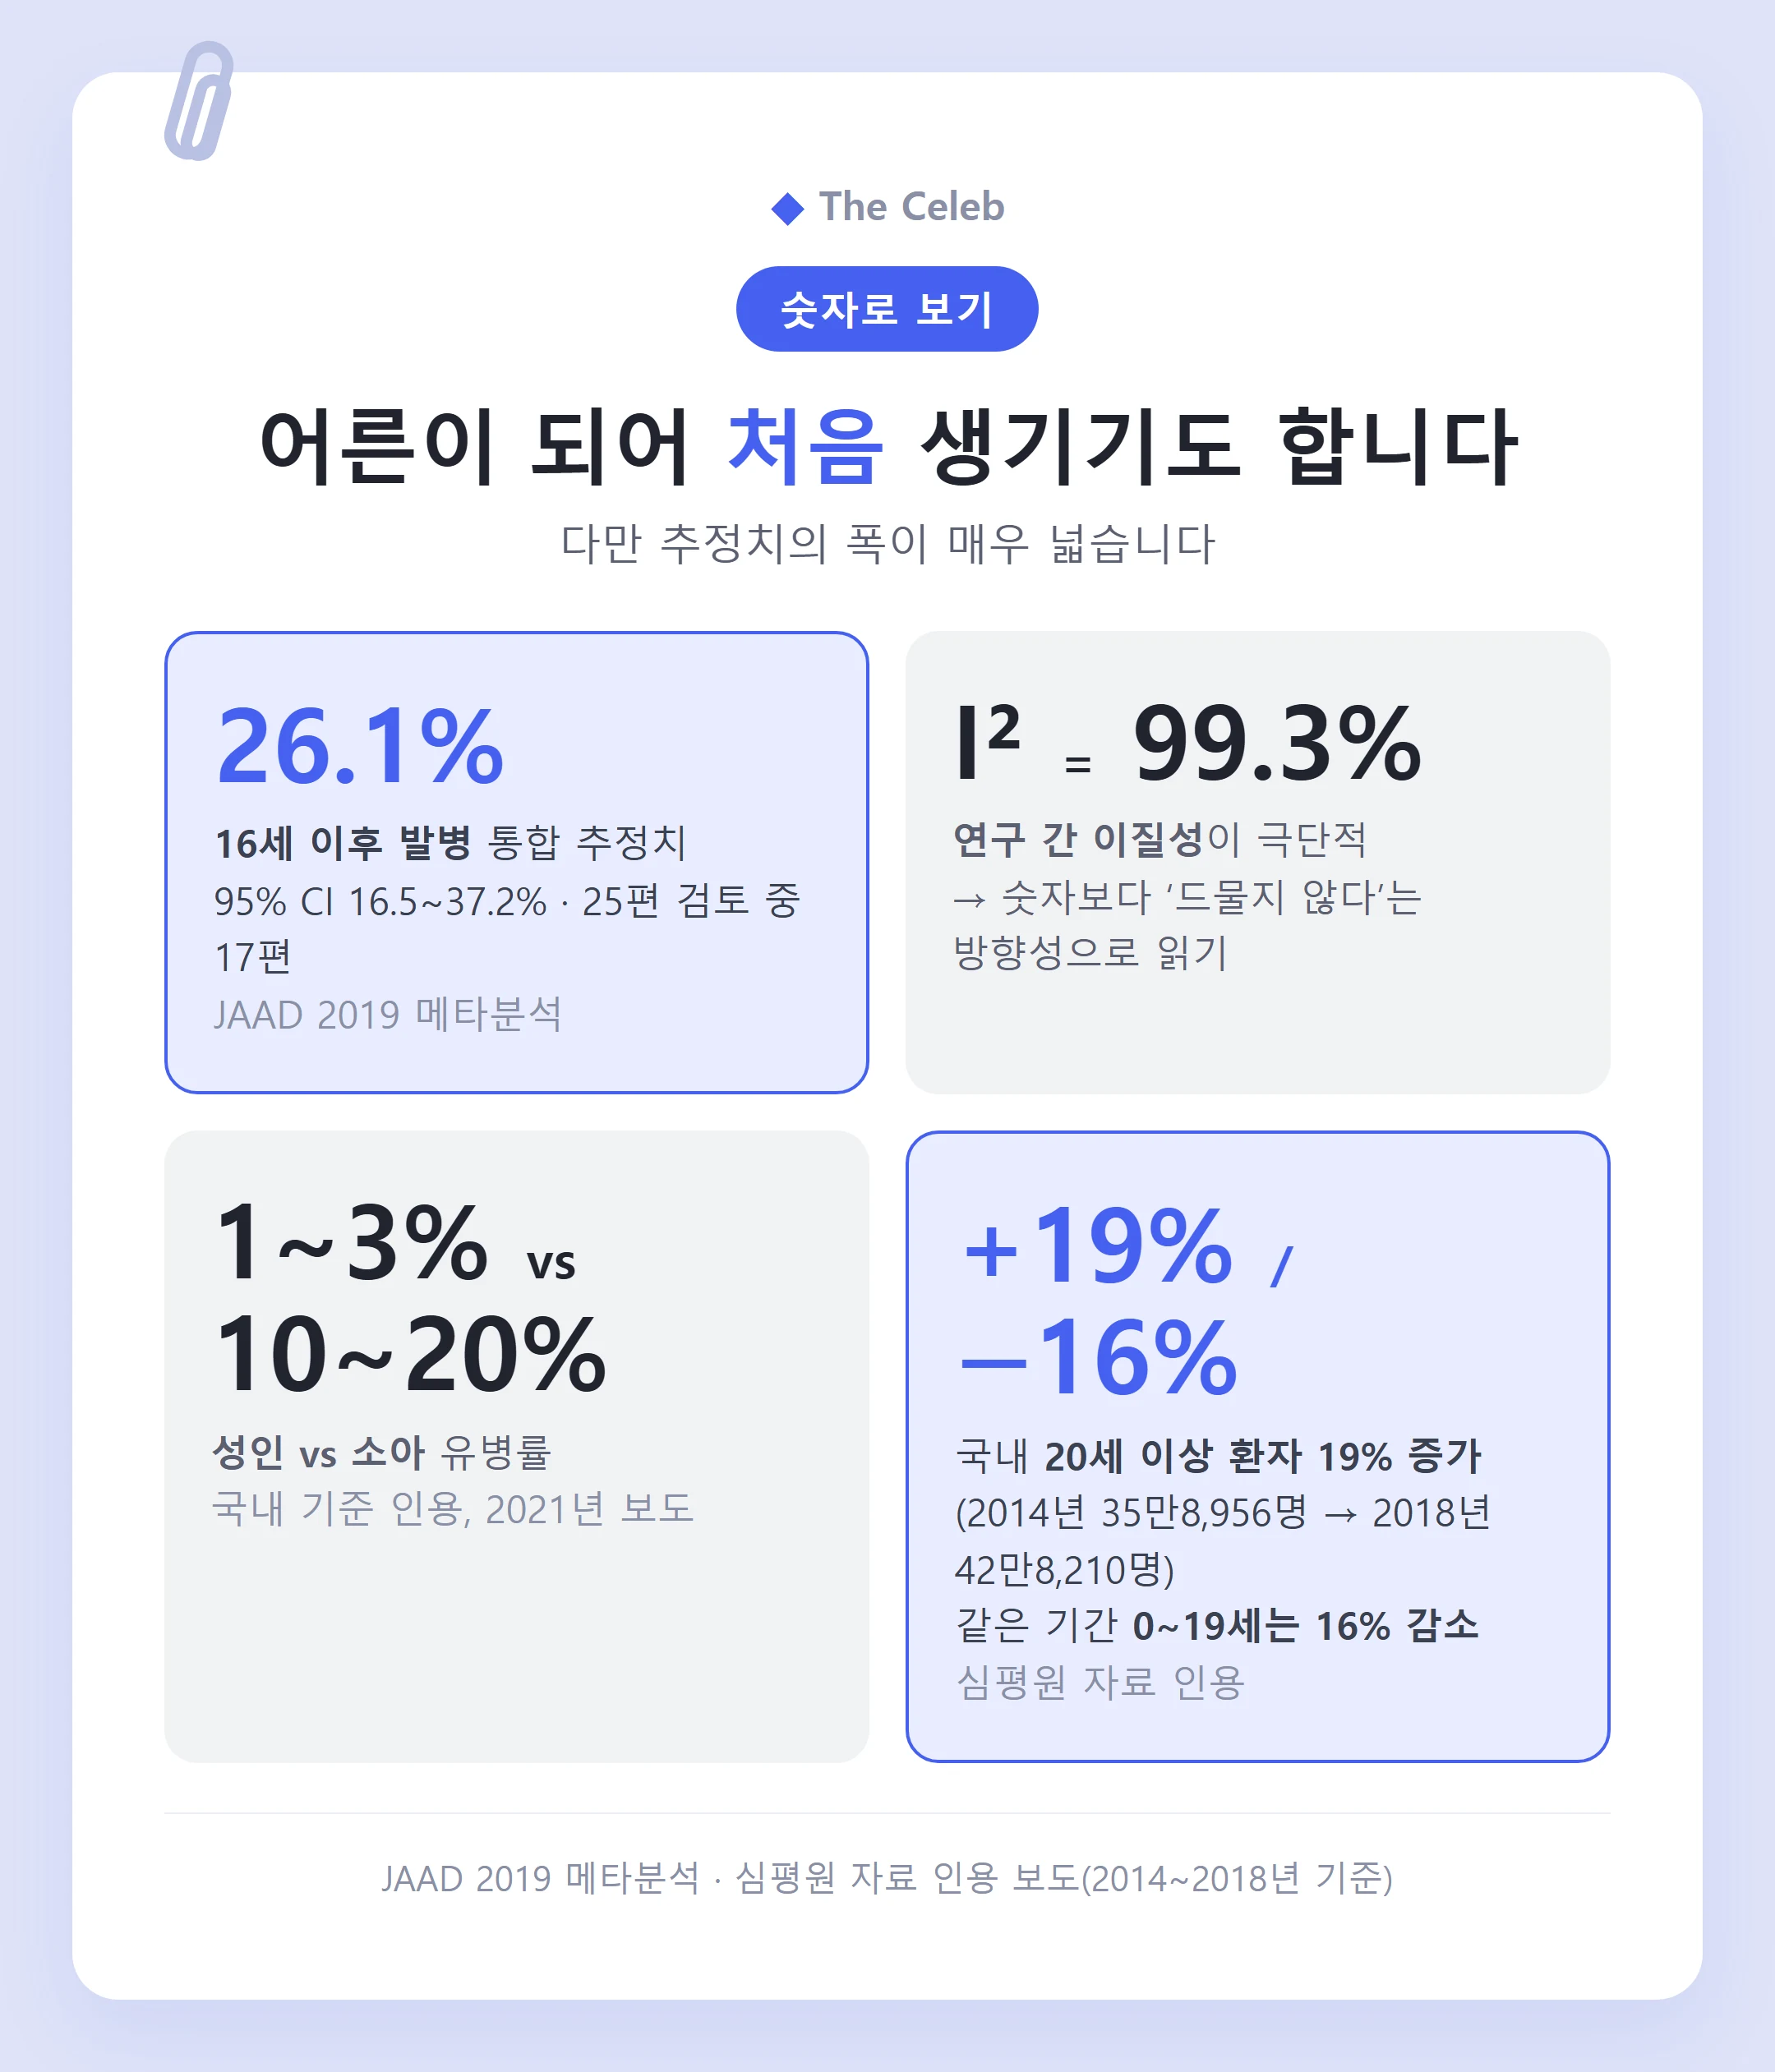 ◆ The Celeb
숫자로 보기
어른이 되어 처음 생기기도 합니다
다만 추정치의 폭이 매우 넓습니다
26.1%
16세 이후 발병 통합 추정치
95% CI 16.5~37.2% · 25편 검토 중
17편
JAAD 2019 메타분석
I² = 99.3%
연구 간 이질성이 극단적
→ 숫자보다 ‘드물지 않다’는
방향성으로 읽기
1~3% vs
10~20%
성인 vs 소아 유병률
국내 기준 인용, 2021년 보도
+19% /
−16%
국내 20세 이상 환자 19% 증가
(2014년 35만8,956명 → 2018년
42만8,210명)
같은 기간 0~19세는 16% 감소
심평원 자료 인용
JAAD 2019 메타분석 · 심평원 자료 인용 보도(2014~2018년 기준)